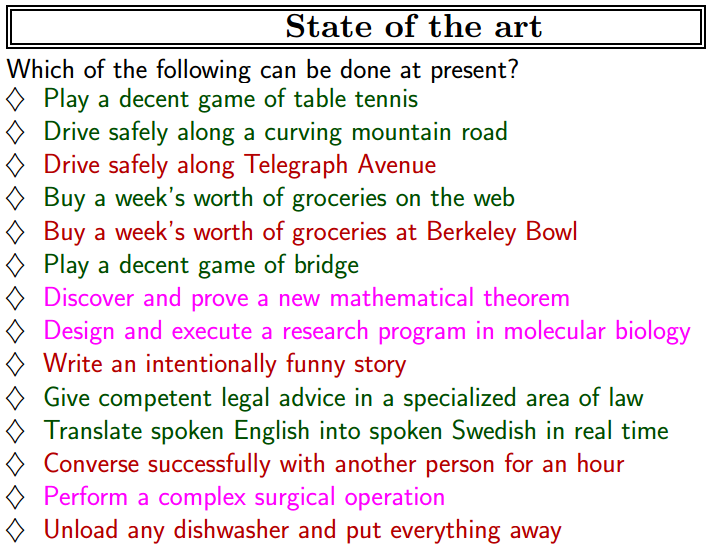 State of the art
Which of the following can be done at present?
♢ Play a decent game of table tennis
♢ Drive safely along a curving mountain road
♢ Drive safely along Telegraph Avenue
♢ Buy a week's worth of groceries on the web
♢ Buy a week's worth of groceries at Berkeley Bowl
♢ Play a decent game of bridge
♢ Discover and prove a new mathematical theorem
♢ Design and execute a research program in molecular biology
♢ Write an intentionally funny story
♢ Give competent legal advice in a specialized area of law
♢ Translate spoken English into spoken Swedish in real time
♢ Converse successfully with another person for an hour
♢ Perform a complex surgical operation
♢ Unload any dishwasher and put everything away